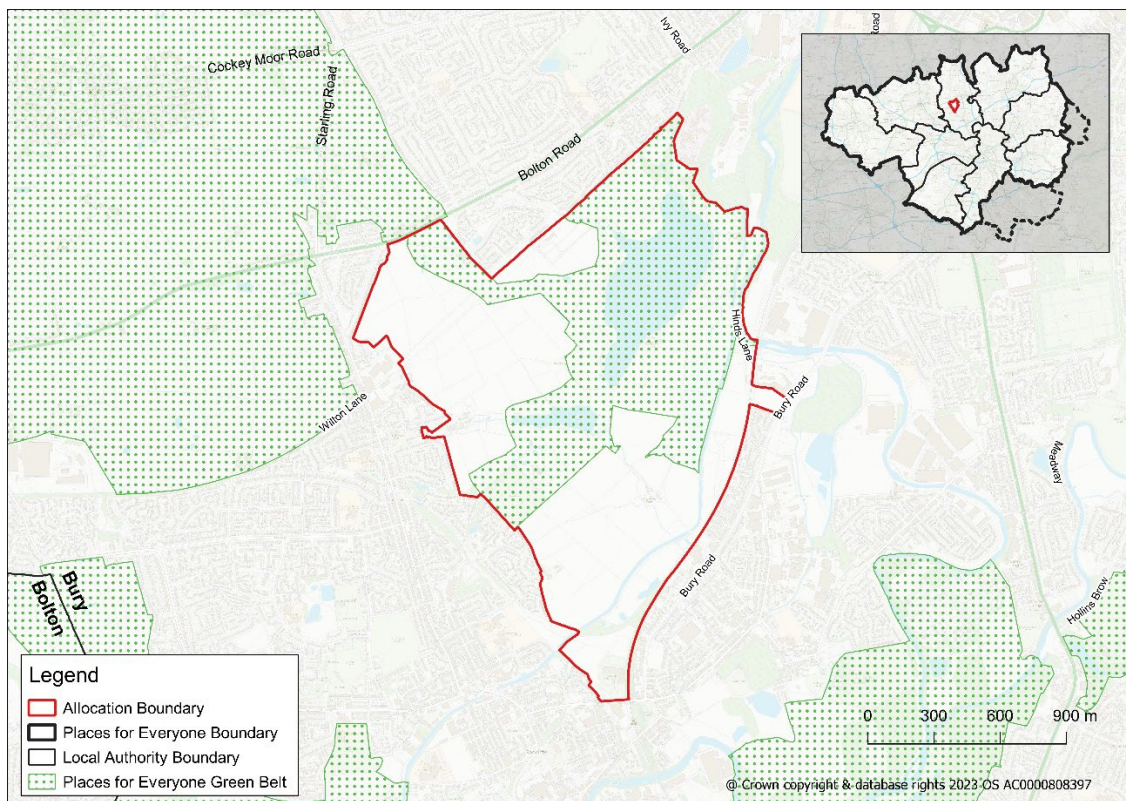 Ivy Road
Road
Cockey Moor Road
Starling Road
Bolton Road
Hinds Lane
Bury Road
Wilton Lane
Meadway
Bury Road
Hollins Brow
Bury
Bolton
Legend
Allocation Boundary
Places for Everyone Boundary
Local Authority Boundary
Places for Everyone Green Belt
0 300 600 900 m
@ Crown copyright & database rights 2023 OS AC0000808397